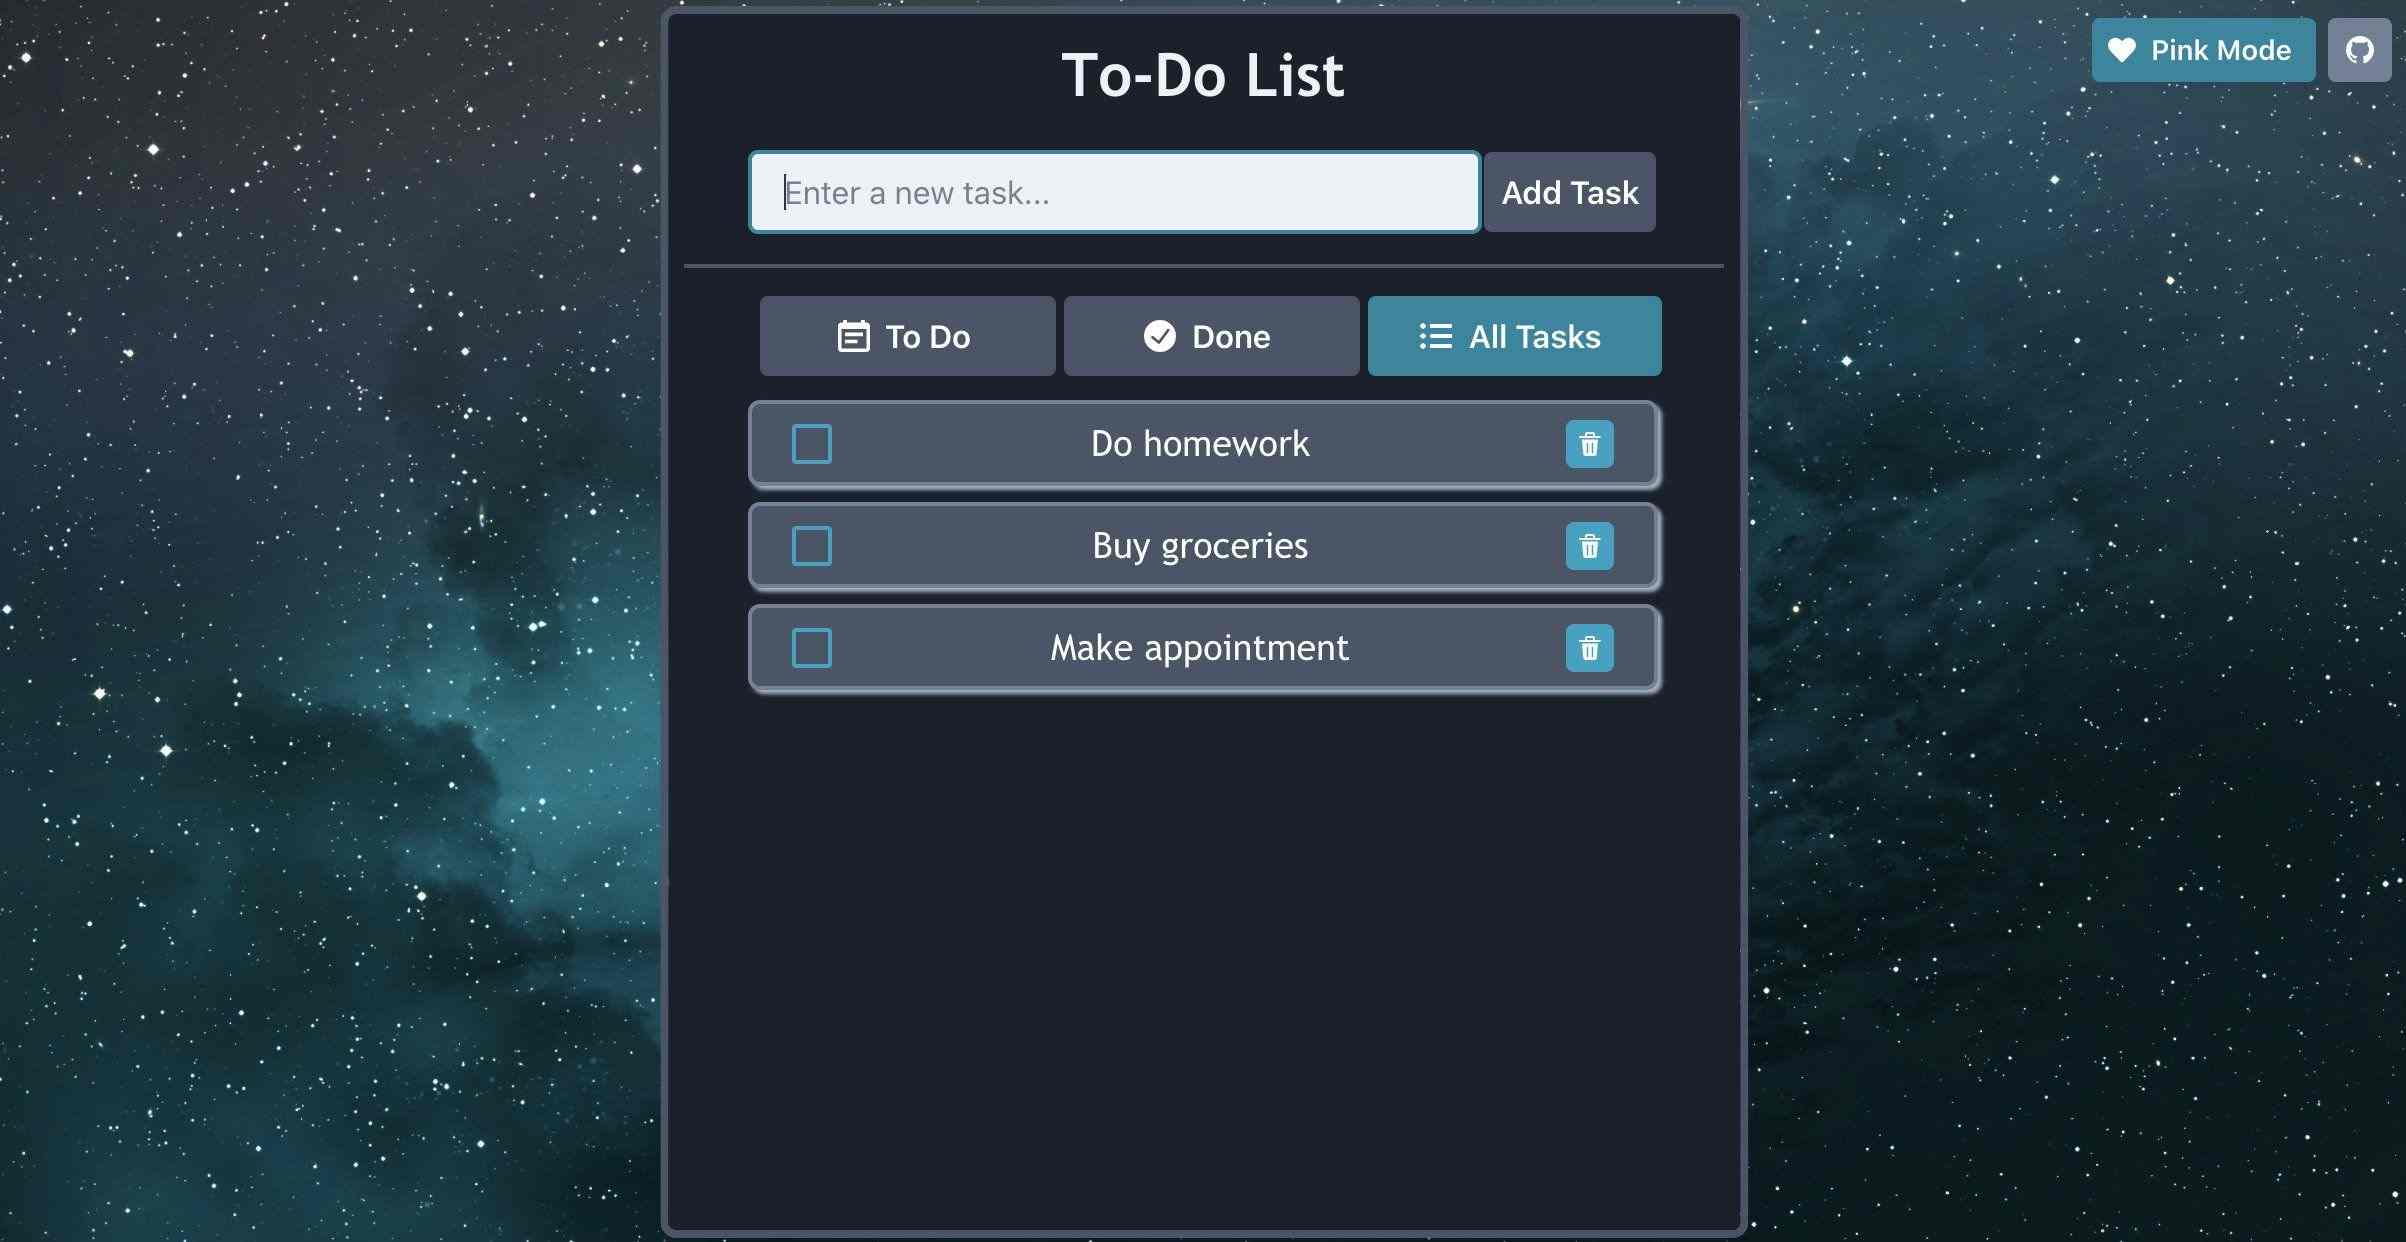 To-Do List
Pink Mode
Enter a new task...
Add Task
To Do
Done
All Tasks
Do homework
Buy groceries
Make appointment